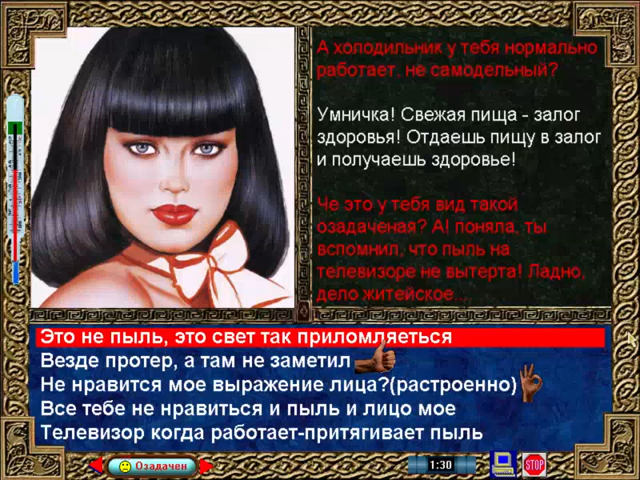 А холодильник у тебя нормально
работает, не самодельный?
Умничка! Свежая пища - залог
здоровья! Отдаешь пищу в залог
и получаешь здоровье!
Че это у тебя вид такой
озадаченая? А! поняла, ты
вспомнил, что пыль на
телевизоре не вытерта! Ладно,
дело житейское...
Это не пыль, это свет так приломляеться
Везде протер, а там не заметил
Не нравится мое выражение лица?(растроенно)
Все тебе не нравиться и пыль и лицо мое
Телевизор когда работает-притягивает пыль
Озадачен
1:30
STOP